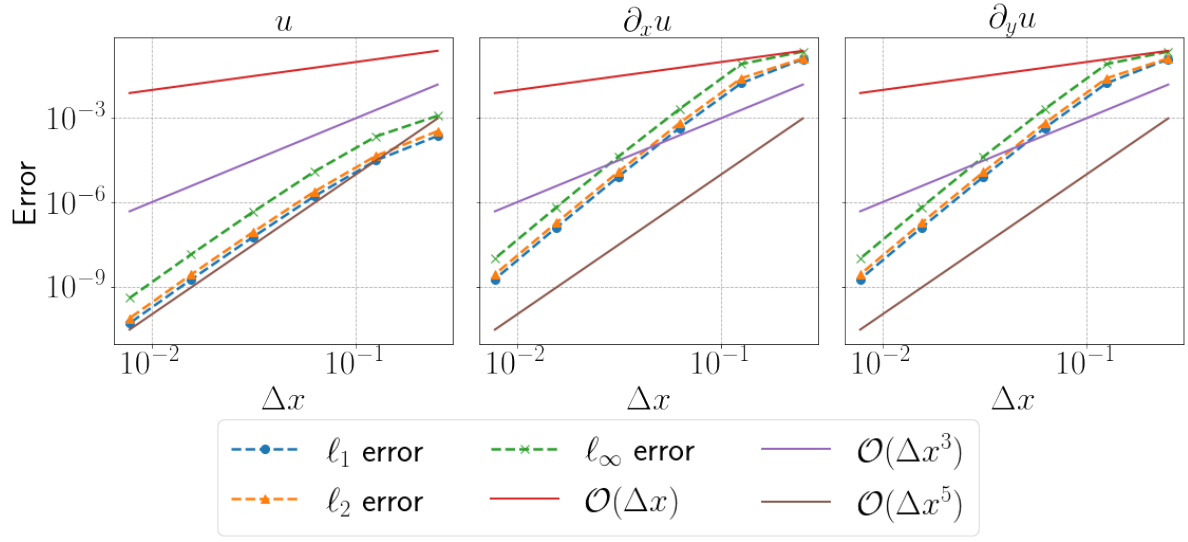 u
∂ₓu
∂ᵧu
Error
10⁻³
10⁻⁶
10⁻⁹
10⁻² 10⁻¹
10⁻² 10⁻¹
10⁻² 10⁻¹
Δx
Δx
Δx
ℓ₁ error
ℓ₂ error
ℓ∞ error
𝒪(Δx)
𝒪(Δx³)
𝒪(Δx⁵)